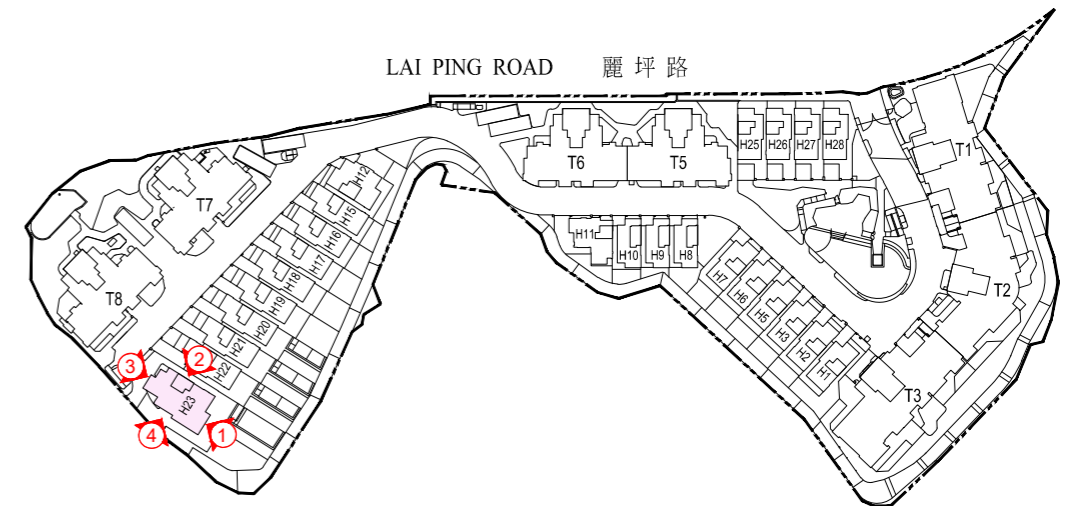 LAI PING ROAD 麗坪路
T1
H25 H26 H27 H28
T6 T5
H12
T7
H15
H16
H11 H10 H9 H8
H17
H18
H7
H6
T2
T8
H19
H5
H20
H3
H21
H2
H22
H1
3 2
T3
H23
4 1